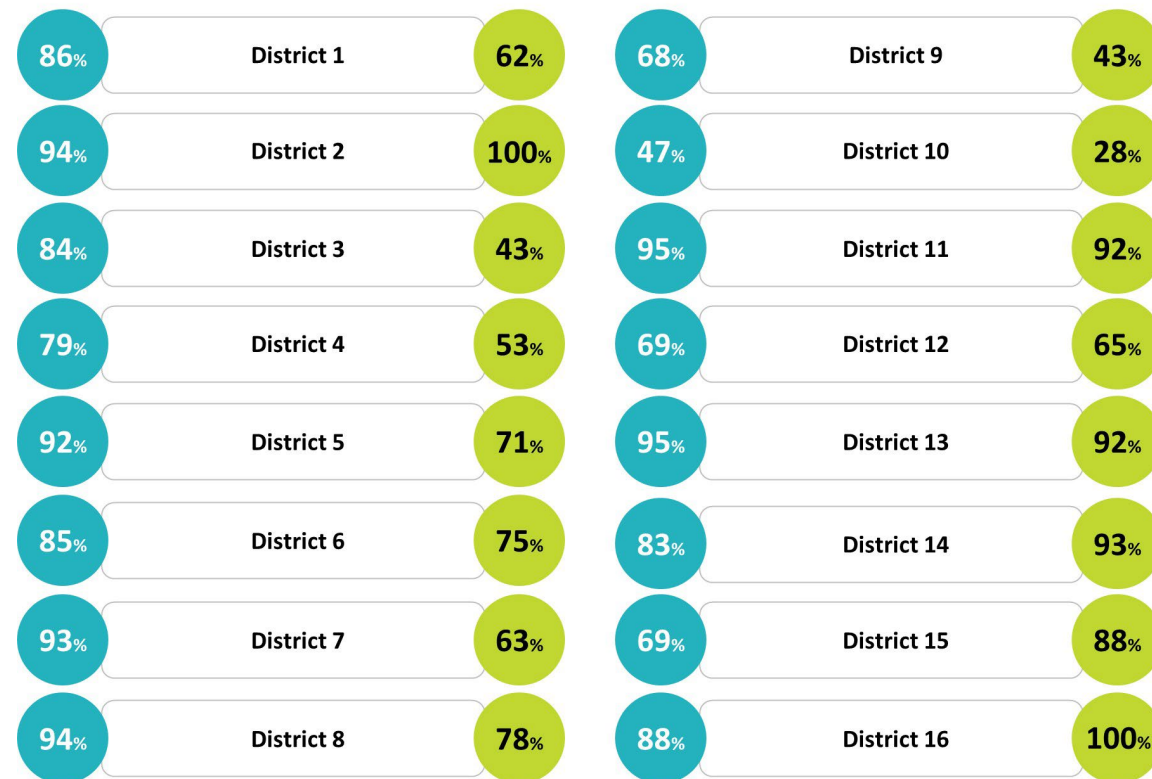 86% District 1 62%
94% District 2 100%
84% District 3 43%
79% District 4 53%
92% District 5 71%
85% District 6 75%
93% District 7 63%
94% District 8 78%
68% District 9 43%
47% District 10 28%
95% District 11 92%
69% District 12 65%
95% District 13 92%
83% District 14 93%
69% District 15 88%
88% District 16 100%